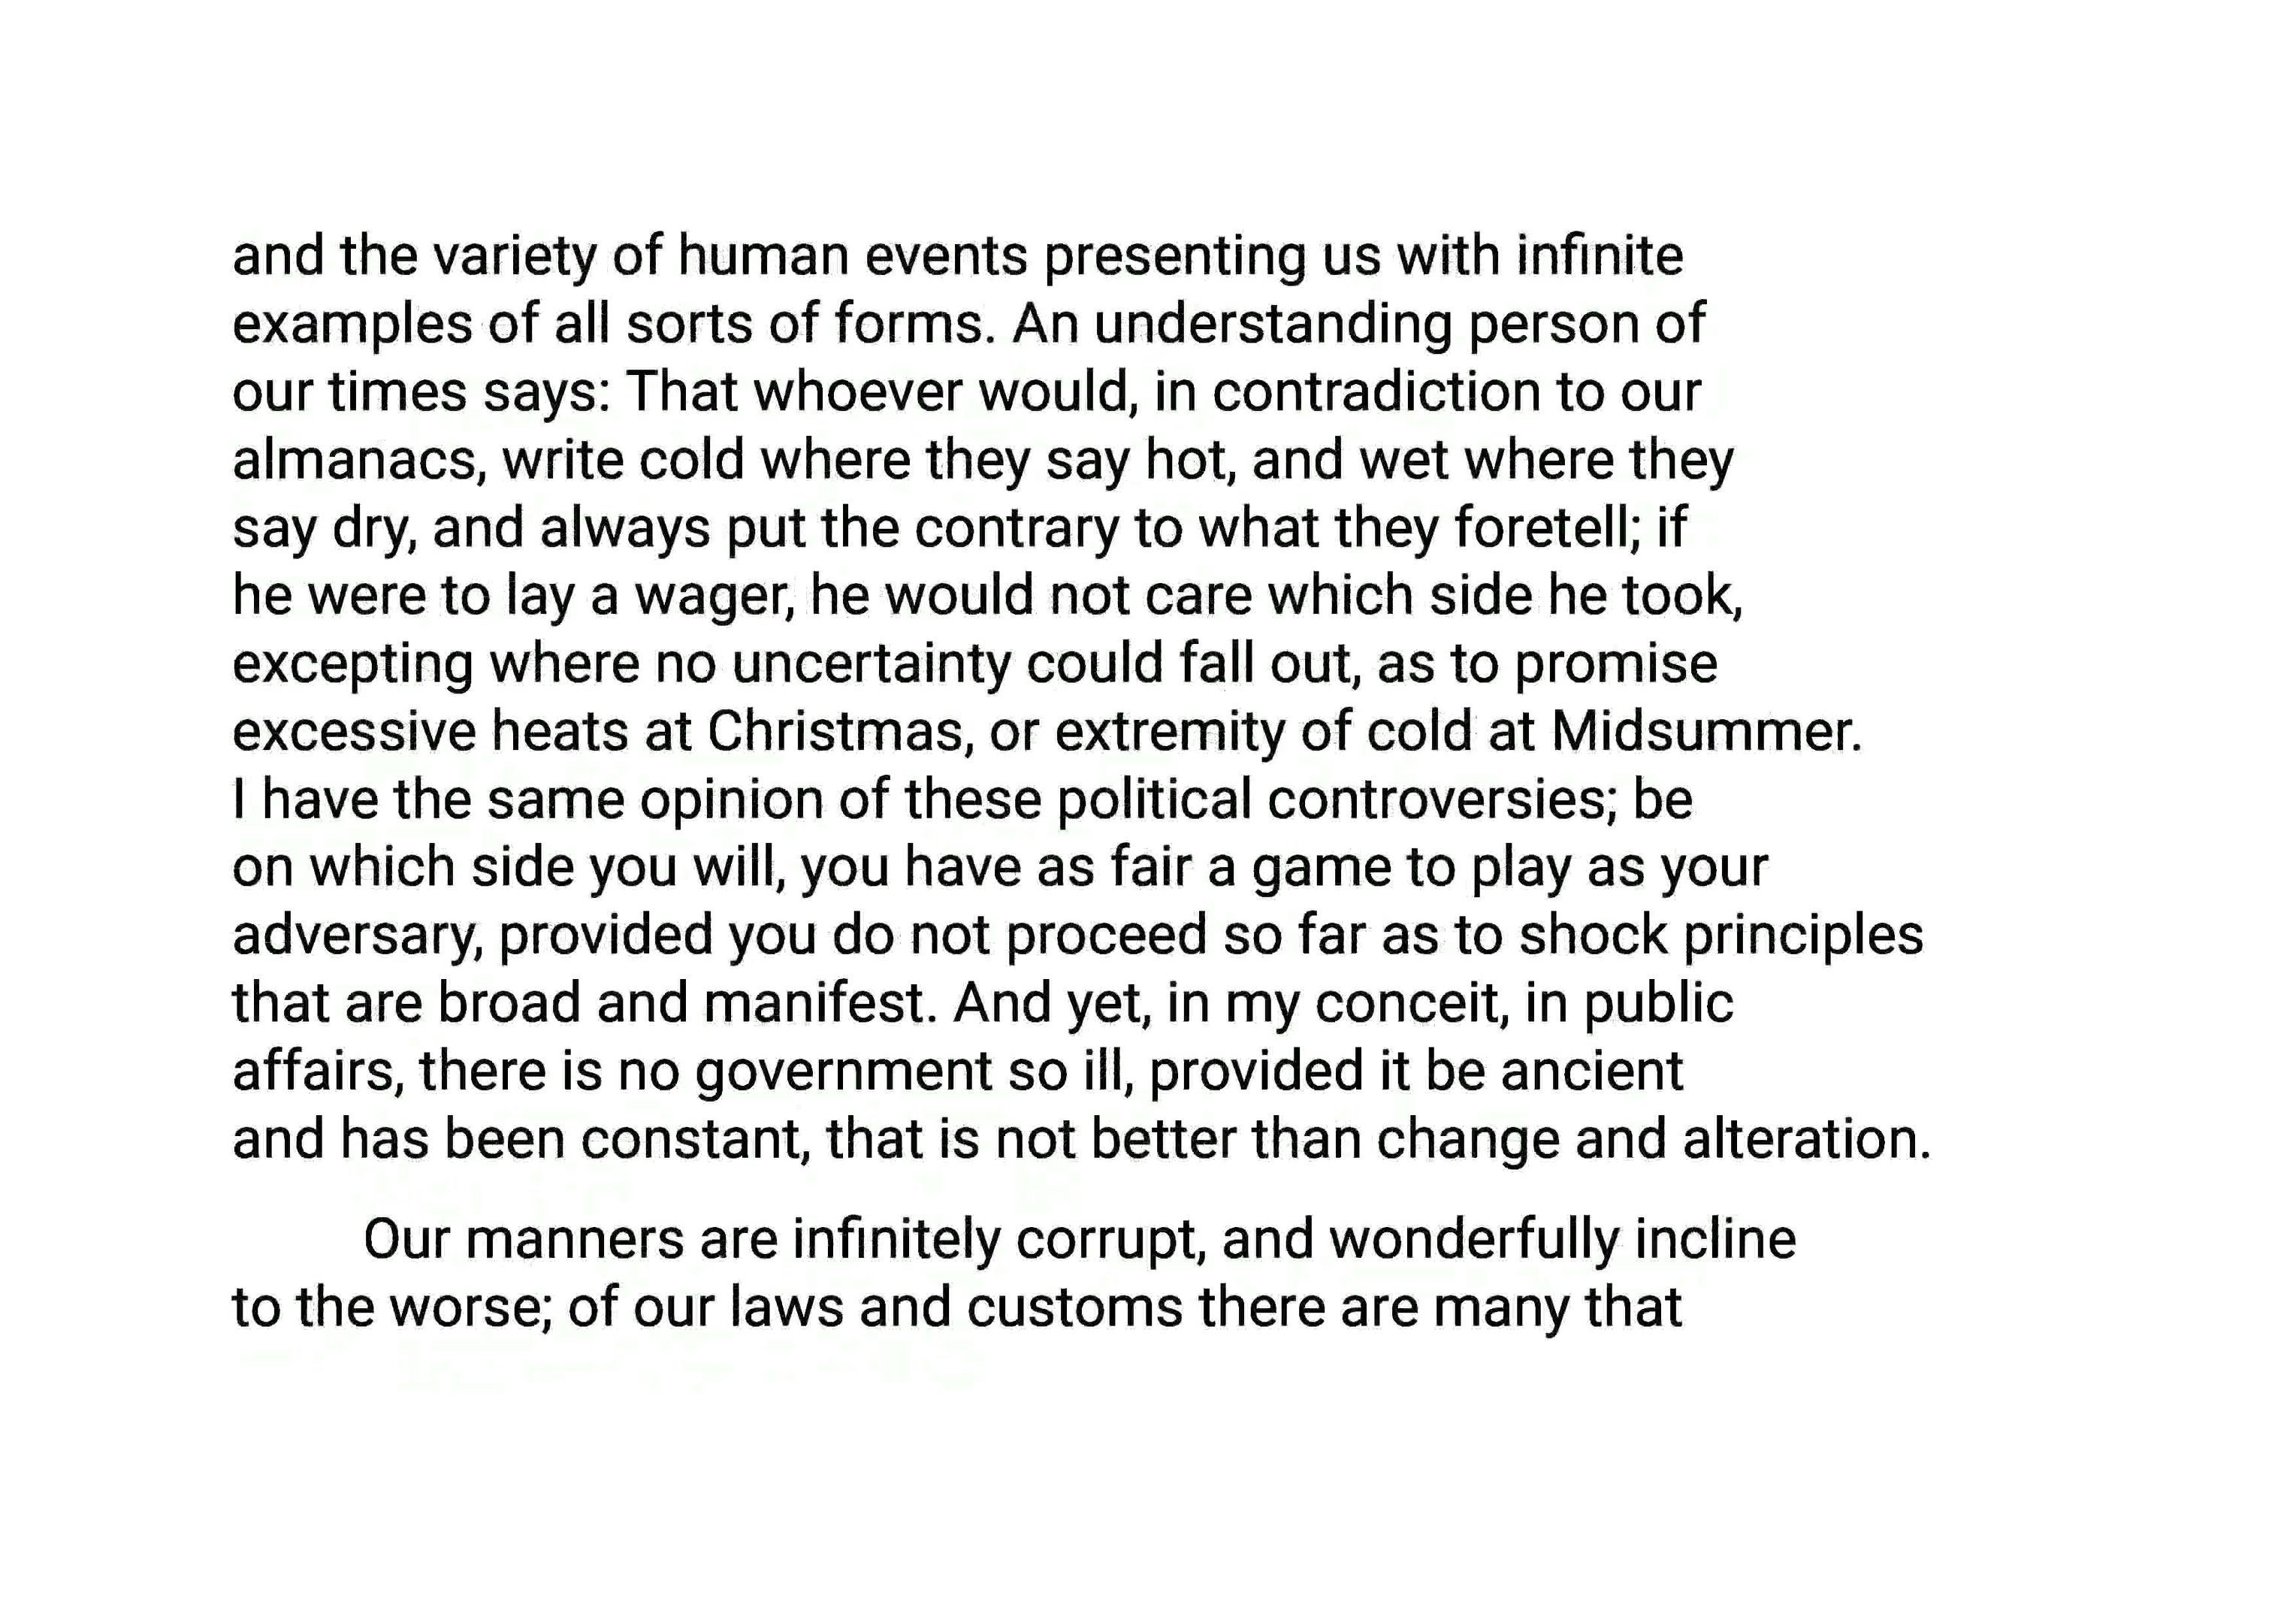 and the variety of human events presenting us with infinite
examples of all sorts of forms. An understanding person of
our times says: That whoever would, in contradiction to our
almanacs, write cold where they say hot, and wet where they
say dry, and always put the contrary to what they foretell; if
he were to lay a wager, he would not care which side he took,
excepting where no uncertainty could fall out, as to promise
excessive heats at Christmas, or extremity of cold at Midsummer.
I have the same opinion of these political controversies; be
on which side you will, you have as fair a game to play as your
adversary, provided you do not proceed so far as to shock principles
that are broad and manifest. And yet, in my conceit, in public
affairs, there is no government so ill, provided it be ancient
and has been constant, that is not better than change and alteration.
Our manners are infinitely corrupt, and wonderfully incline
to the worse; of our laws and customs there are many that